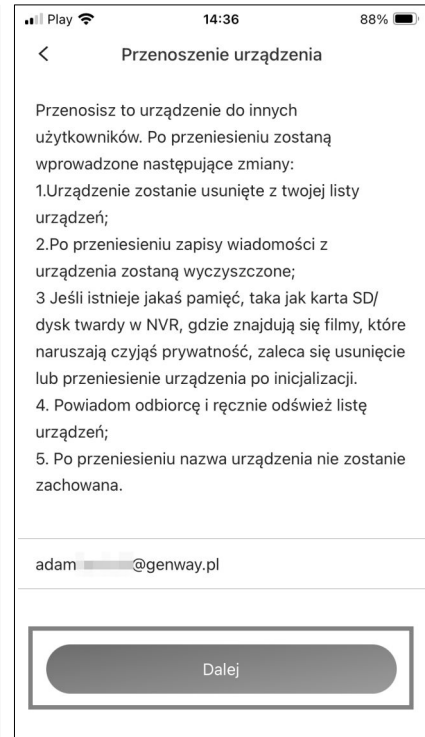 Play 14:36 88%
Przenoszenie urządzenia
Przenosisz to urządzenie do innych
użytkowników. Po przeniesieniu zostaną
wprowadzone następujące zmiany:
1.Urządzenie zostanie usunięte z twojej listy
urządzeń;
2.Po przeniesieniu zapisy wiadomości z
urządzenia zostaną wyczyszczone;
3 Jeśli istnieje jakaś pamięć, taka jak karta SD/
dysk twardy w NVR, gdzie znajdują się filmy, które
naruszają czyjąś prywatność, zaleca się usunięcie
lub przeniesienie urządzenia po inicjalizacji.
4. Powiadom odbiorcę i ręcznie odśwież listę
urządzeń;
5. Po przeniesieniu nazwa urządzenia nie zostanie
zachowana.
adam @genway.pl
Dalej